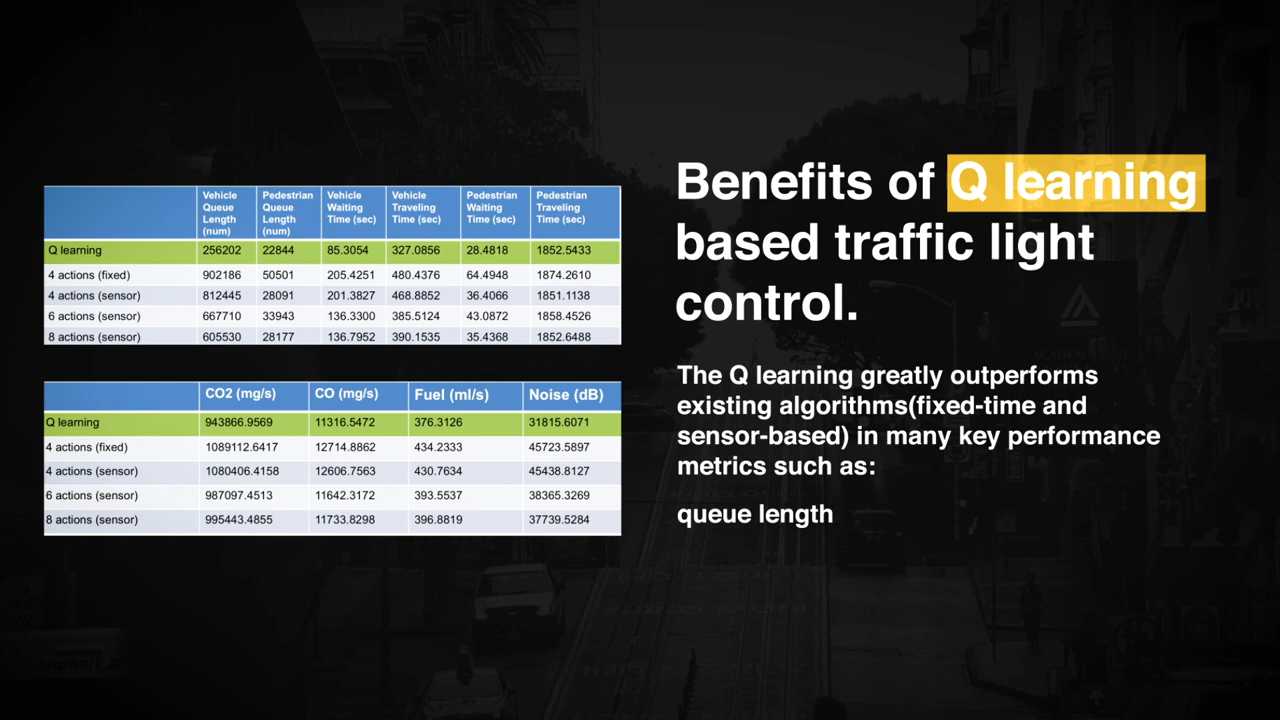 Vehicle Queue Length (num) Pedestrian Queue Length (num) Vehicle Waiting Time (sec) Vehicle Traveling Time (sec) Pedestrian Waiting Time (sec) Pedestrian Traveling Time (sec)
Q learning 256202 22844 85.3054 327.0856 28.4818 1852.5433
4 actions (fixed) 902186 50501 205.4251 480.4376 64.4948 1874.2610
4 actions (sensor) 812445 28091 201.3827 468.8852 36.4066 1851.1138
6 actions (sensor) 667710 33943 136.3300 385.5124 43.0872 1858.4526
8 actions (sensor) 605530 28177 136.7952 390.1535 35.4368 1852.6488
CO2 (mg/s) CO (mg/s) Fuel (ml/s) Noise (dB)
Q learning 943866.9569 11316.5472 376.3126 31815.6071
4 actions (fixed) 1089112.6417 12714.8862 434.2333 45723.5897
4 actions (sensor) 1080406.4158 12606.7563 430.7634 45438.8127
6 actions (sensor) 987097.4513 11642.3172 393.5537 38365.3269
8 actions (sensor) 995443.4855 11733.8298 396.8819 37739.5284
Benefits of Q learning
based traffic light
control.
The Q learning greatly outperforms
existing algorithms(fixed-time and
sensor-based) in many key performance
metrics such as:
queue length